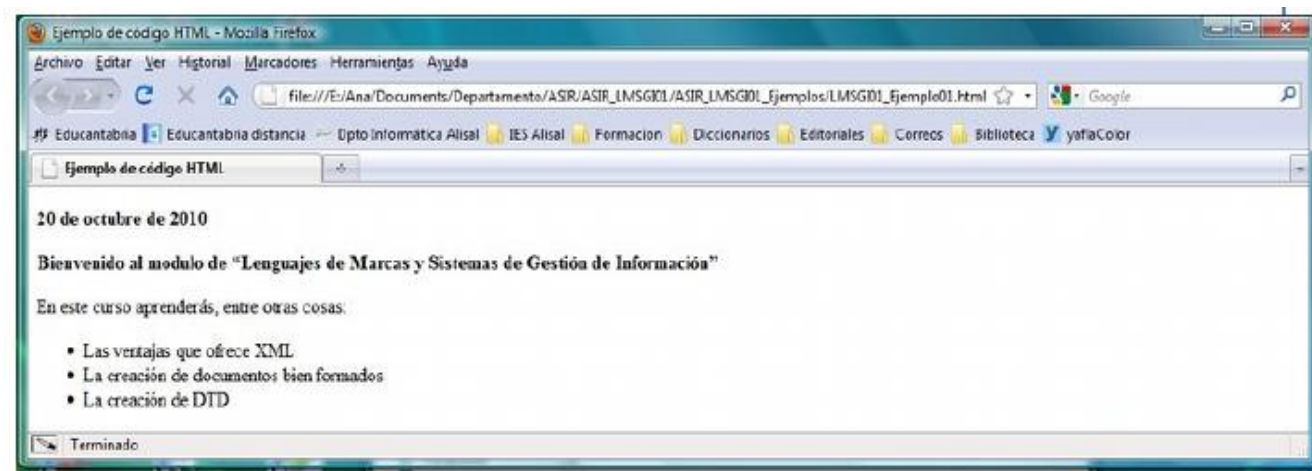 Ejemplo de código HTML - Mozilla Firefox
Archivo Editar Ver Historial Marcadores Herramientas Ayuda
file:///E:/Ana/Documents/Departamento/ASIR/ASIR_LMSGI01/ASIR_LMSGI01_Ejemplos/LMSGI01_Ejemplo01.html Google
Educantabria Educantabria distancia Dpto Informática Alisal IES Alisal Formacion Diccionarios Editoriales Correos Biblioteca yafiaColor
Ejemplo de código HTML
20 de octubre de 2010
Bienvenido al modulo de “Lenguajes de Marcas y Sistemas de Gestión de Información”
En este curso aprenderás, entre otras cosas:
• Las ventajas que ofrece XML
• La creación de documentos bien formados
• La creación de DTD
Terminado